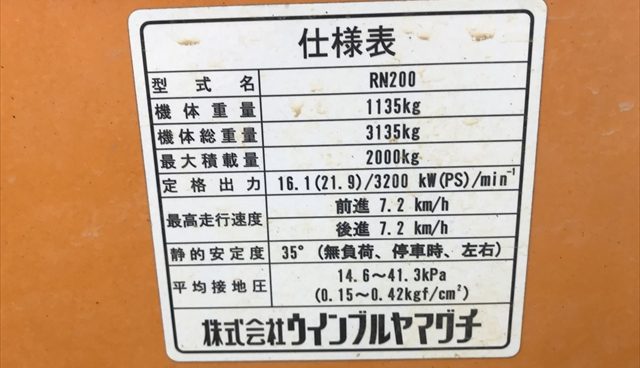 仕様表
型式名 RN200
機体重量 1135kg
機体総重量 3135kg
最大積載量 2000kg
定格出力 16.1(21.9)/3200 kW(PS)/min⁻¹
最高走行速度 前進 7.2 km/h
後進 7.2 km/h
静的安定度 35° (無負荷、停車時、左右)
平均接地圧 14.6〜41.3kPa
(0.15〜0.42kgf/cm²)
株式会社ウインブルヤマグチ